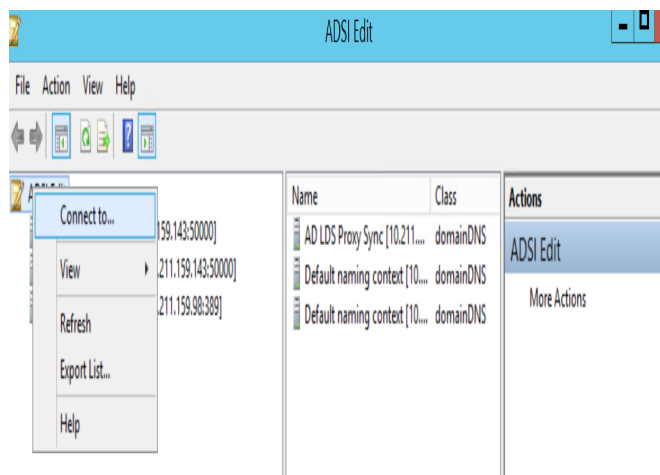 ADSI Edit
File Action View Help
Name Class Actions
Connect to...
159.143:50000]
AD LDS Proxy Sync [10.211.... domainDNS
ADSI Edit
View
.211.159.143:50000]
Default naming context [10.... domainDNS
More Actions
211.159.98:389]
Default naming context [10.... domainDNS
Refresh
Export List...
Help